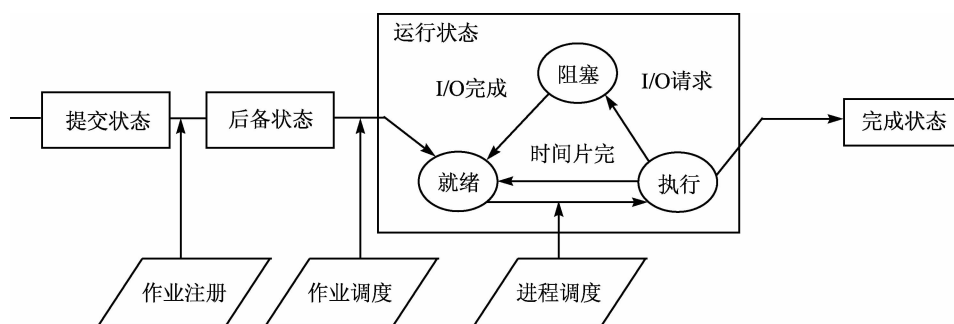 运行状态
阻塞
I/O完成
I/O请求
提交状态
后备状态
完成状态
时间片完
就绪
执行
作业注册
作业调度
进程调度